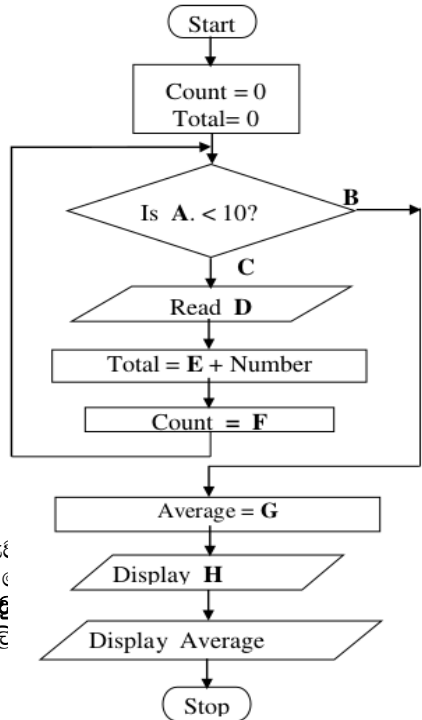 Start
Count = 0
Total= 0
Is A. < 10?
B
C
Read D
Total = E + Number
Count = F
Average = G
Display H
Display Average
Stop